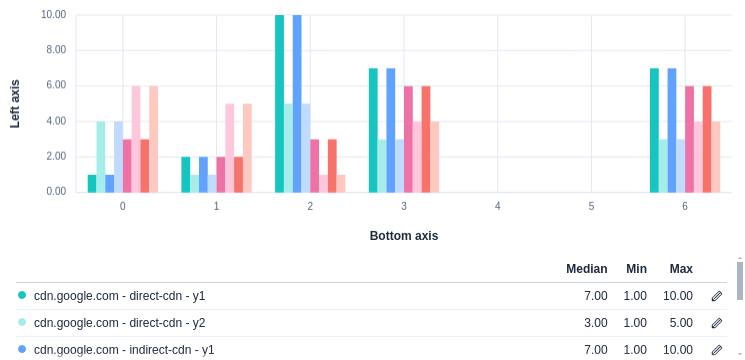 10.00
8.00
6.00
4.00
2.00
0.00
Left axis
0 1 2 3 4 5 6
Bottom axis
Median Min Max
cdn.google.com - direct-cdn - y1 7.00 1.00 10.00
cdn.google.com - direct-cdn - y2 3.00 1.00 5.00
cdn.google.com - indirect-cdn - y1 7.00 1.00 10.00